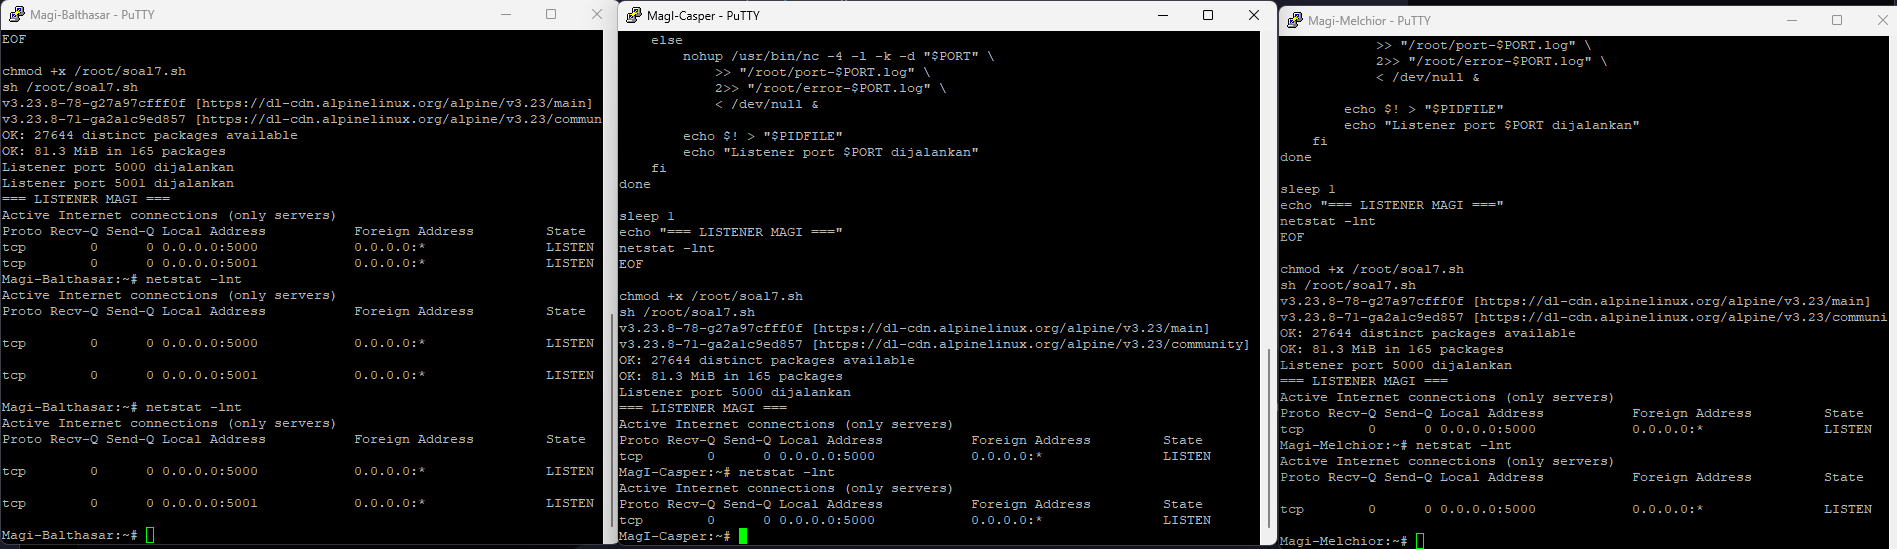 Magi-Balthasar - PuTTY
EOF
chmod +x /root/soal7.sh
sh /root/soal7.sh
v3.23.8-78-g27a97cfff0f [https://dl-cdn.alpinelinux.org/alpine/v3.23/main]
v3.23.8-71-ga2a1c9ed857 [https://dl-cdn.alpinelinux.org/alpine/v3.23/commun
OK: 27644 distinct packages available
OK: 81.3 MiB in 165 packages
Listener port 5000 dijalankan
Listener port 5001 dijalankan
=== LISTENER MAGI ===
Active Internet connections (only servers)
Proto Recv-Q Send-Q Local Address           Foreign Address         State
tcp        0      0 0.0.0.0:5000            0.0.0.0:*               LISTEN
tcp        0      0 0.0.0.0:5001            0.0.0.0:*               LISTEN
Magi-Balthasar:~# netstat -lnt
Active Internet connections (only servers)
Proto Recv-Q Send-Q Local Address           Foreign Address         State
tcp        0      0 0.0.0.0:5000            0.0.0.0:*               LISTEN
tcp        0      0 0.0.0.0:5001            0.0.0.0:*               LISTEN
Magi-Balthasar:~# netstat -lnt
Active Internet connections (only servers)
Proto Recv-Q Send-Q Local Address           Foreign Address         State
tcp        0      0 0.0.0.0:5000            0.0.0.0:*               LISTEN
tcp        0      0 0.0.0.0:5001            0.0.0.0:*               LISTEN
Magi-Balthasar:~#
MagI-Casper - PuTTY
    else
        nohup /usr/bin/nc -4 -l -k -d "$PORT" \
            >> "/root/port-$PORT.log" \
            2>> "/root/error-$PORT.log" \
            < /dev/null &
        echo $! > "$PIDFILE"
        echo "Listener port $PORT dijalankan"
    fi
done
sleep 1
echo "=== LISTENER MAGI ==="
netstat -lnt
EOF
chmod +x /root/soal7.sh
sh /root/soal7.sh
v3.23.8-78-g27a97cfff0f [https://dl-cdn.alpinelinux.org/alpine/v3.23/main]
v3.23.8-71-ga2a1c9ed857 [https://dl-cdn.alpinelinux.org/alpine/v3.23/community]
OK: 27644 distinct packages available
OK: 81.3 MiB in 165 packages
Listener port 5000 dijalankan
=== LISTENER MAGI ===
Active Internet connections (only servers)
Proto Recv-Q Send-Q Local Address           Foreign Address         State
tcp        0      0 0.0.0.0:5000            0.0.0.0:*               LISTEN
MagI-Casper:~# netstat -lnt
Active Internet connections (only servers)
Proto Recv-Q Send-Q Local Address           Foreign Address         State
tcp        0      0 0.0.0.0:5000            0.0.0.0:*               LISTEN
MagI-Casper:~#
Magi-Melchior - PuTTY
            >> "/root/port-$PORT.log" \
            2>> "/root/error-$PORT.log" \
            < /dev/null &
        echo $! > "$PIDFILE"
        echo "Listener port $PORT dijalankan"
    fi
done
sleep 1
echo "=== LISTENER MAGI ==="
netstat -lnt
EOF
chmod +x /root/soal7.sh
sh /root/soal7.sh
v3.23.8-78-g27a97cfff0f [https://dl-cdn.alpinelinux.org/alpine/v3.23/main]
v3.23.8-71-ga2a1c9ed857 [https://dl-cdn.alpinelinux.org/alpine/v3.23/communi
OK: 27644 distinct packages available
OK: 81.3 MiB in 165 packages
Listener port 5000 dijalankan
=== LISTENER MAGI ===
Active Internet connections (only servers)
Proto Recv-Q Send-Q Local Address           Foreign Address         State
tcp        0      0 0.0.0.0:5000            0.0.0.0:*               LISTEN
Magi-Melchior:~# netstat -lnt
Active Internet connections (only servers)
Proto Recv-Q Send-Q Local Address           Foreign Address         State
tcp        0      0 0.0.0.0:5000            0.0.0.0:*               LISTEN
Magi-Melchior:~#